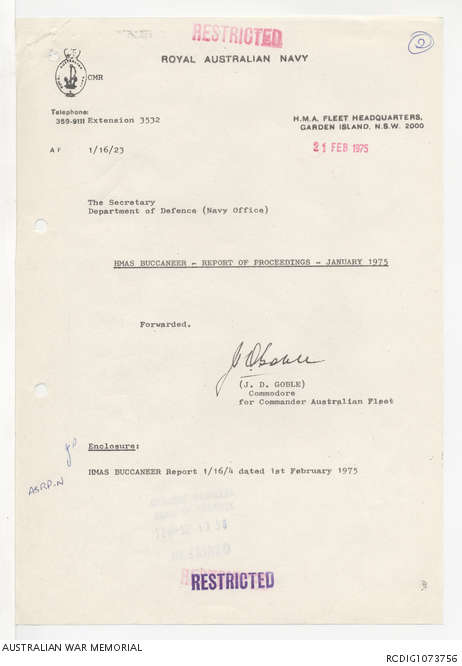 RESTRICTED
ROYAL AUSTRALIAN NAVY
CMR
Telephone:
359-9111 Extension 3532
H.M.A. FLEET HEADQUARTERS,
GARDEN ISLAND, N.S.W. 2000
A F 1/16/23
21 FEB 1975
The Secretary
Department of Defence (Navy Office)
HMAS BUCCANEER - REPORT OF PROCEEDINGS - JANUARY 1975
Forwarded.
(J. D. GOBLE)
Commodore
for Commander Australian Fleet
Enclosure:
ASRP-N
HMAS BUCCANEER Report 1/16/4 dated 1st February 1975
RESTRICTED
AUSTRALIAN WAR MEMORIAL
RCDIG1073756